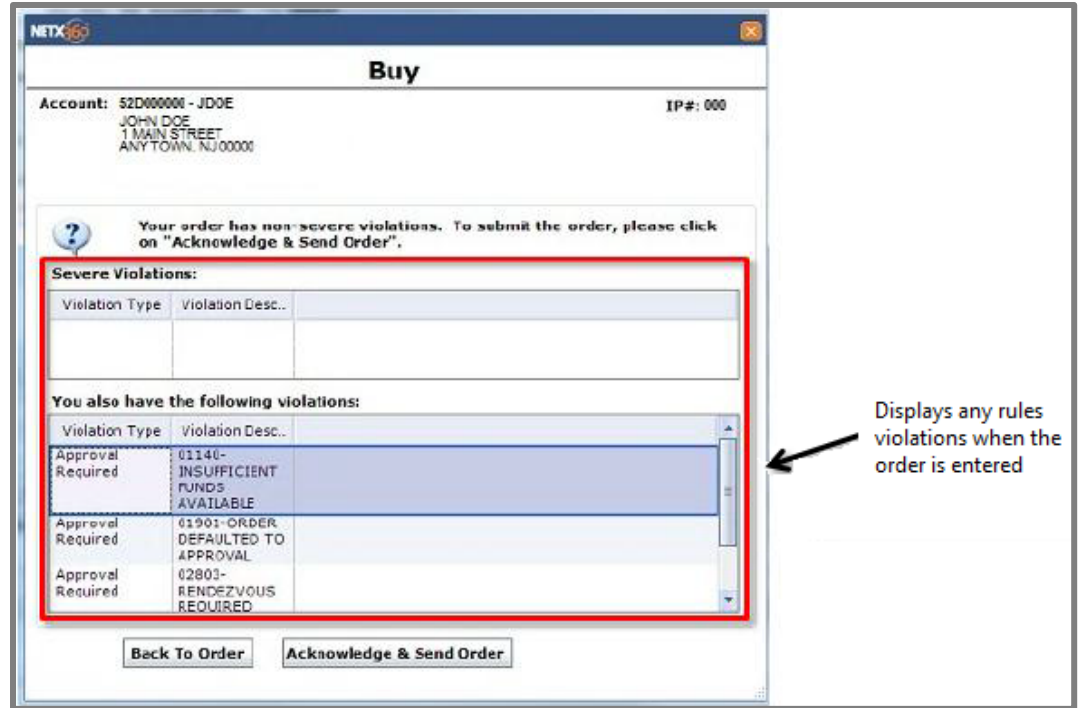 NETX360
Buy
Account: 52D000000 - JDOE
IP#: 000
JOHN DOE
1 MAIN STREET
ANYTOWN, NJ 00000
Your order has non-severe violations. To submit the order, please click
on "Acknowledge & Send Order".
Severe Violations:
Violation Type Violation Desc..
You also have the following violations:
Violation Type Violation Desc..
Approval
Required
01140-
INSUFFICIENT
FUNDS
AVAILABLE
Approval
Required
01901-ORDER
DEFAULTED TO
APPROVAL
Approval
Required
02803-
RENDEZVOUS
REQUIRED
Back To Order
Acknowledge & Send Order
Displays any rules
violations when the
order is entered